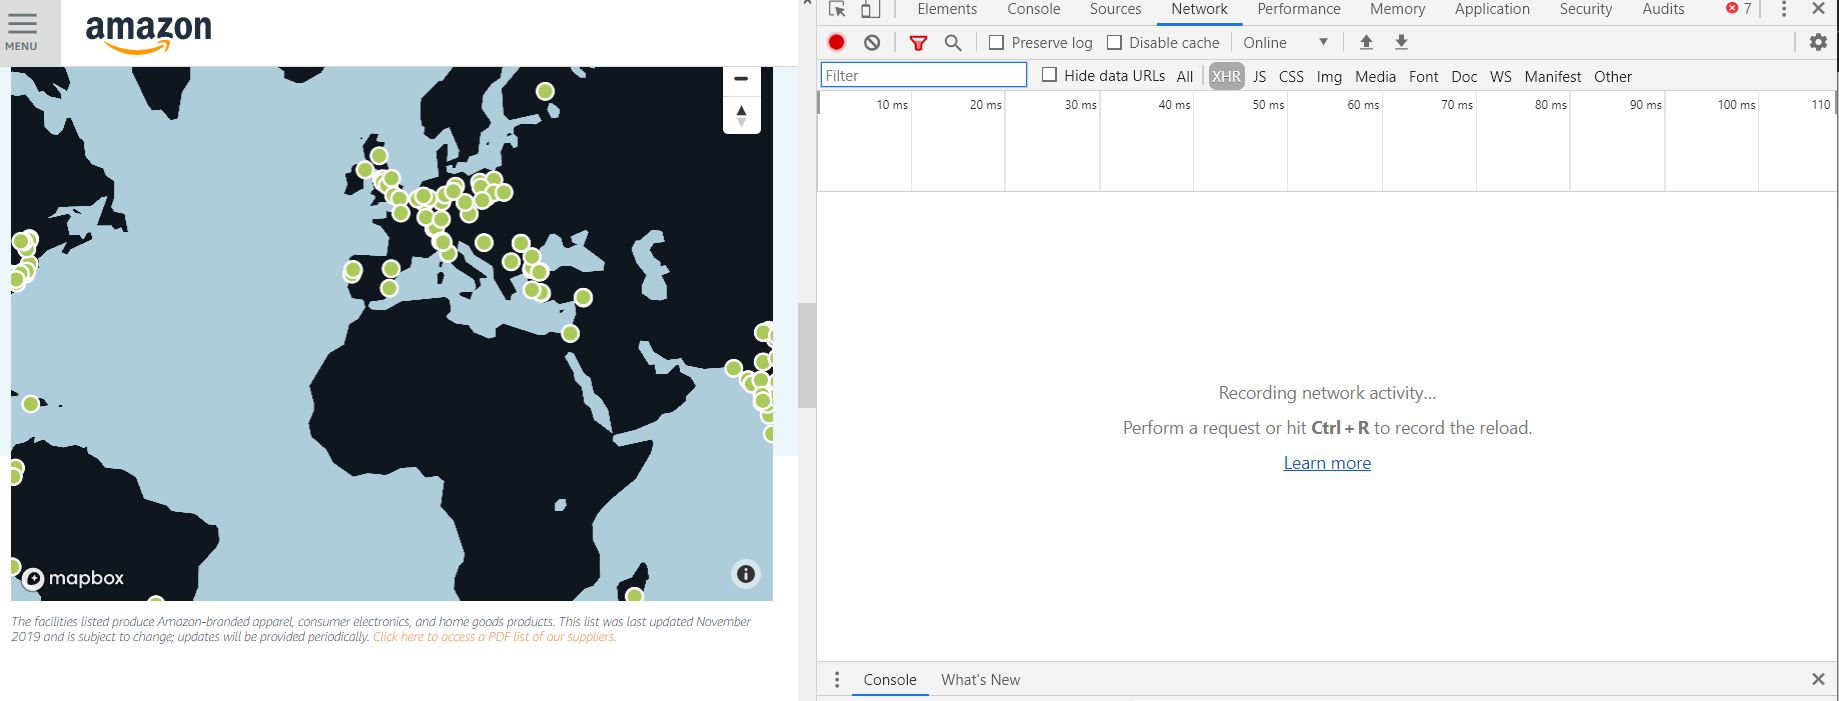 MENU
amazon
mapbox
The facilities listed produce Amazon-branded apparel, consumer electronics, and home goods products. This list was last updated November
2019 and is subject to change; updates will be provided periodically. Click here to access a PDF list of our suppliers.
Elements Console Sources Network Performance Memory Application Security Audits 7
Preserve log Disable cache Online
Filter Hide data URLs All XHR JS CSS Img Media Font Doc WS Manifest Other
10 ms 20 ms 30 ms 40 ms 50 ms 60 ms 70 ms 80 ms 90 ms 100 ms 110
Recording network activity...
Perform a request or hit Ctrl + R to record the reload.
Learn more
Console What's New